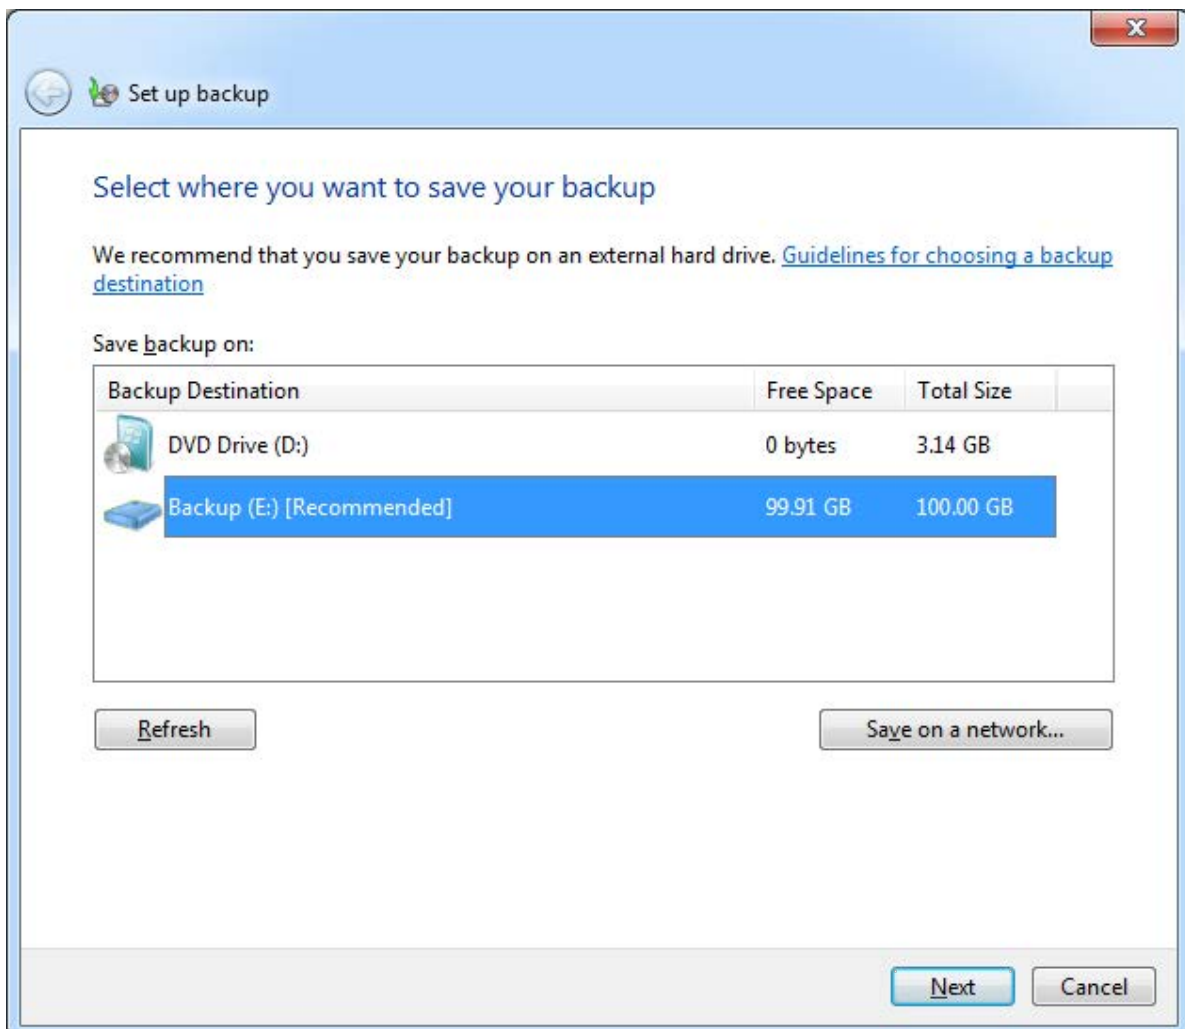 Set up backup
Select where you want to save your backup
We recommend that you save your backup on an external hard drive. Guidelines for choosing a backup
destination
Save backup on:
Backup Destination Free Space Total Size
DVD Drive (D:) 0 bytes 3.14 GB
Backup (E:) [Recommended] 99.91 GB 100.00 GB
Refresh Save on a network...
Next Cancel